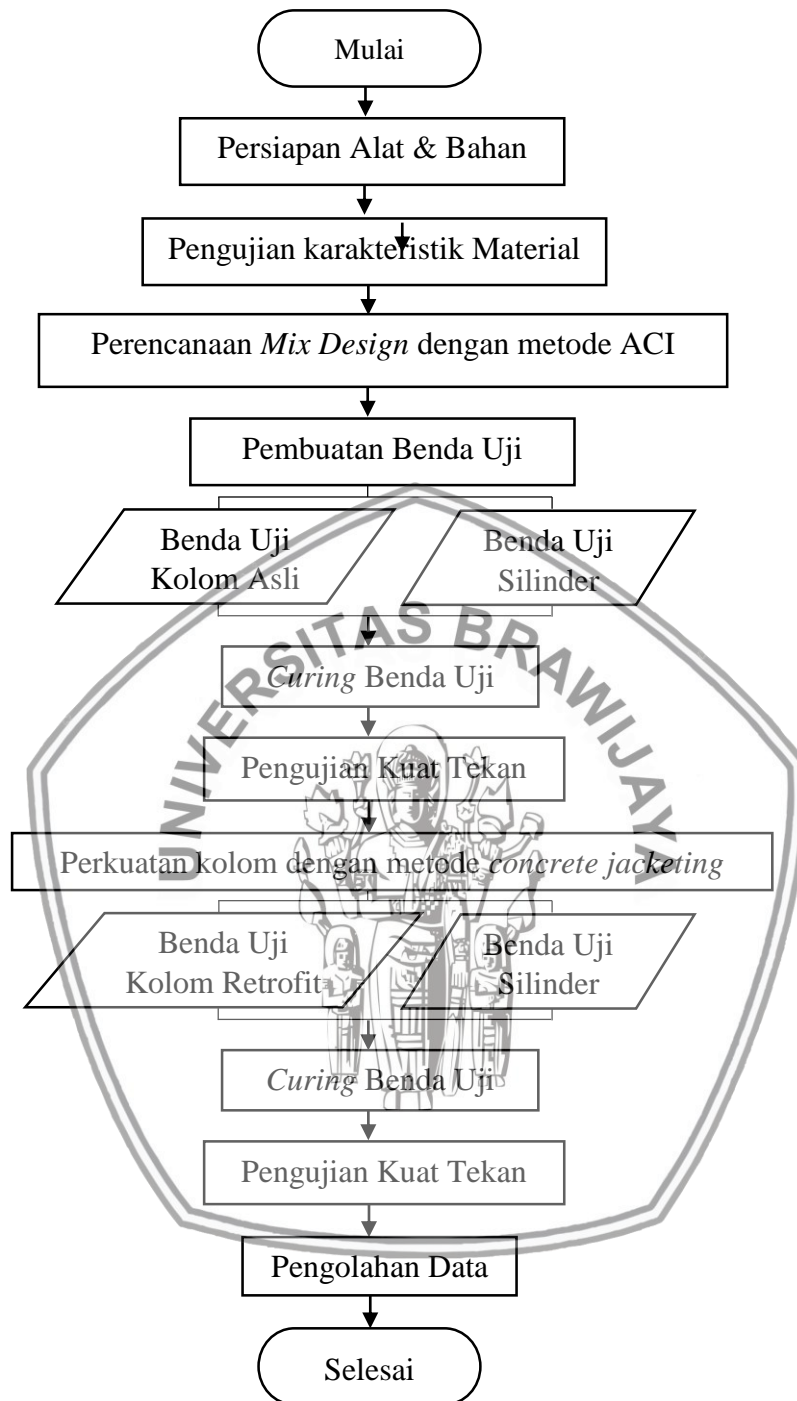 Mulai
Persiapan Alat & Bahan
Pengujian karakteristik Material
Perencanaan Mix Design dengan metode ACI
Pembuatan Benda Uji
Benda Uji
Kolom Asli
Benda Uji
Silinder
UNIVERSITAS BRAWIJAYA
Curing Benda Uji
Pengujian Kuat Tekan
Perkuatan kolom dengan metode concrete jacketing
Benda Uji
Kolom Retrofit
Benda Uji
Silinder
Curing Benda Uji
Pengujian Kuat Tekan
Pengolahan Data
Selesai